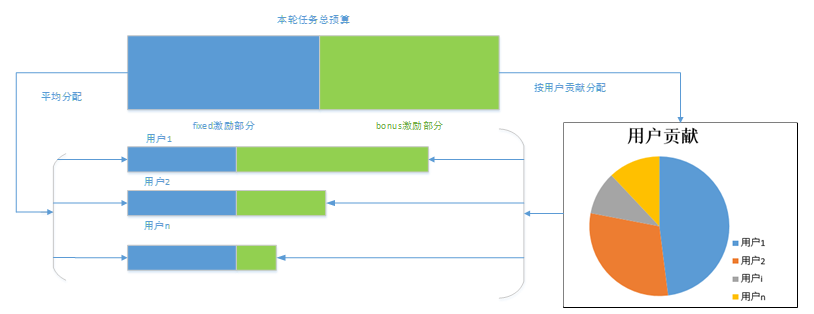 本轮任务总预算
平均分配
按用户贡献分配
fixed激励部分
bonus激励部分
用户1
用户2
用户n
用户贡献
用户1
用户2
用户i
用户n